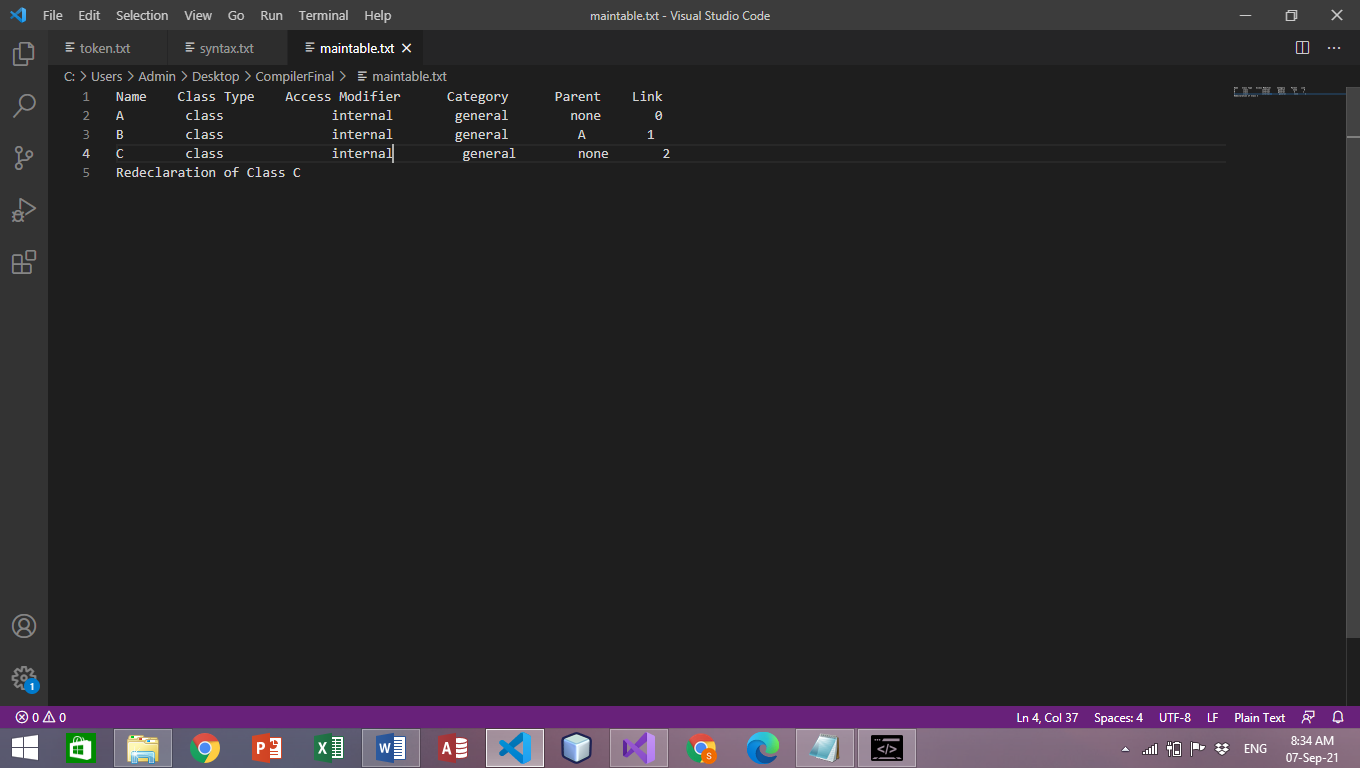 File Edit Selection View Go Run Terminal Help maintable.txt - Visual Studio Code
token.txt syntax.txt maintable.txt
C: > Users > Admin > Desktop > CompilerFinal > maintable.txt
1 Name Class Type Access Modifier Category Parent Link
2 A class internal general none 0
3 B class internal general A 1
4 C class internal general none 2
5 Redeclaration of Class C
1
0 0 Ln 4, Col 37 Spaces: 4 UTF-8 LF Plain Text
ENG 8:34 AM
07-Sep-21